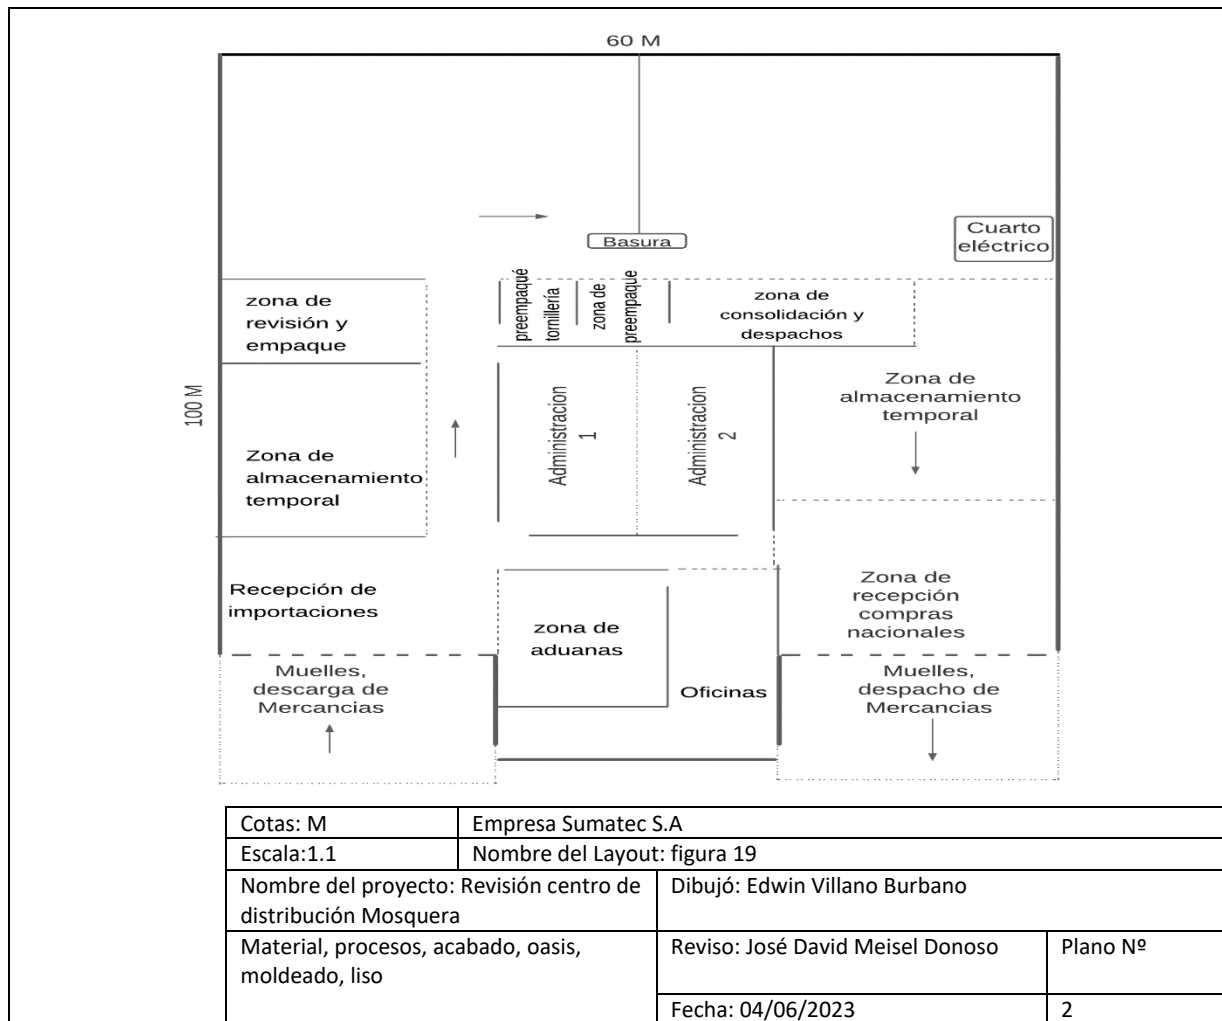 60 M
Basura
Cuarto
eléctrico
zona de
revisión y
empaque
preempaqué
tornillería
zona de
preempaque
zona de
consolidación y
despachos
100 M
Zona de
almacenamiento
temporal
Administracion
1
Administracion
2
Zona de
almacenamiento
temporal
Recepción de
importaciones
zona de
aduanas
Zona de
recepción
compras
nacionales
Muelles,
descarga de
Mercancias
Oficinas
Muelles,
despacho de
Mercancias
Cotas: M
Empresa Sumatec S.A
Escala:1.1
Nombre del Layout: figura 19
Nombre del proyecto: Revisión centro de
distribución Mosquera
Dibujó: Edwin Villano Burbano
Material, procesos, acabado, oasis,
moldeado, liso
Reviso: José David Meisel Donoso
Plano Nº
Fecha: 04/06/2023
2